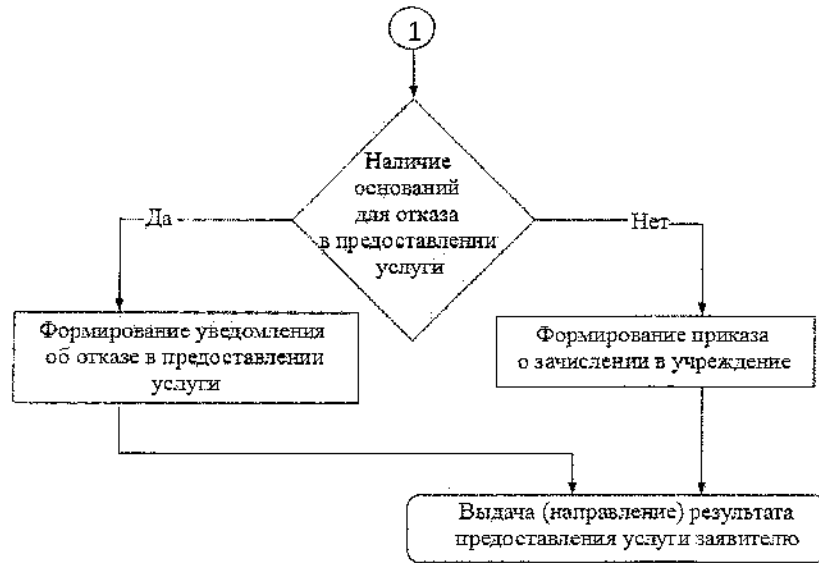 1
Наличие
оснований
для отказа
в предоставлении
услуги
Да
Нет
Формирование уведомления
об отказе в предоставлении
услуги
Формирование приказа
о зачислении в учреждение
Выдача (направление) результата
предоставления услуги заявителю